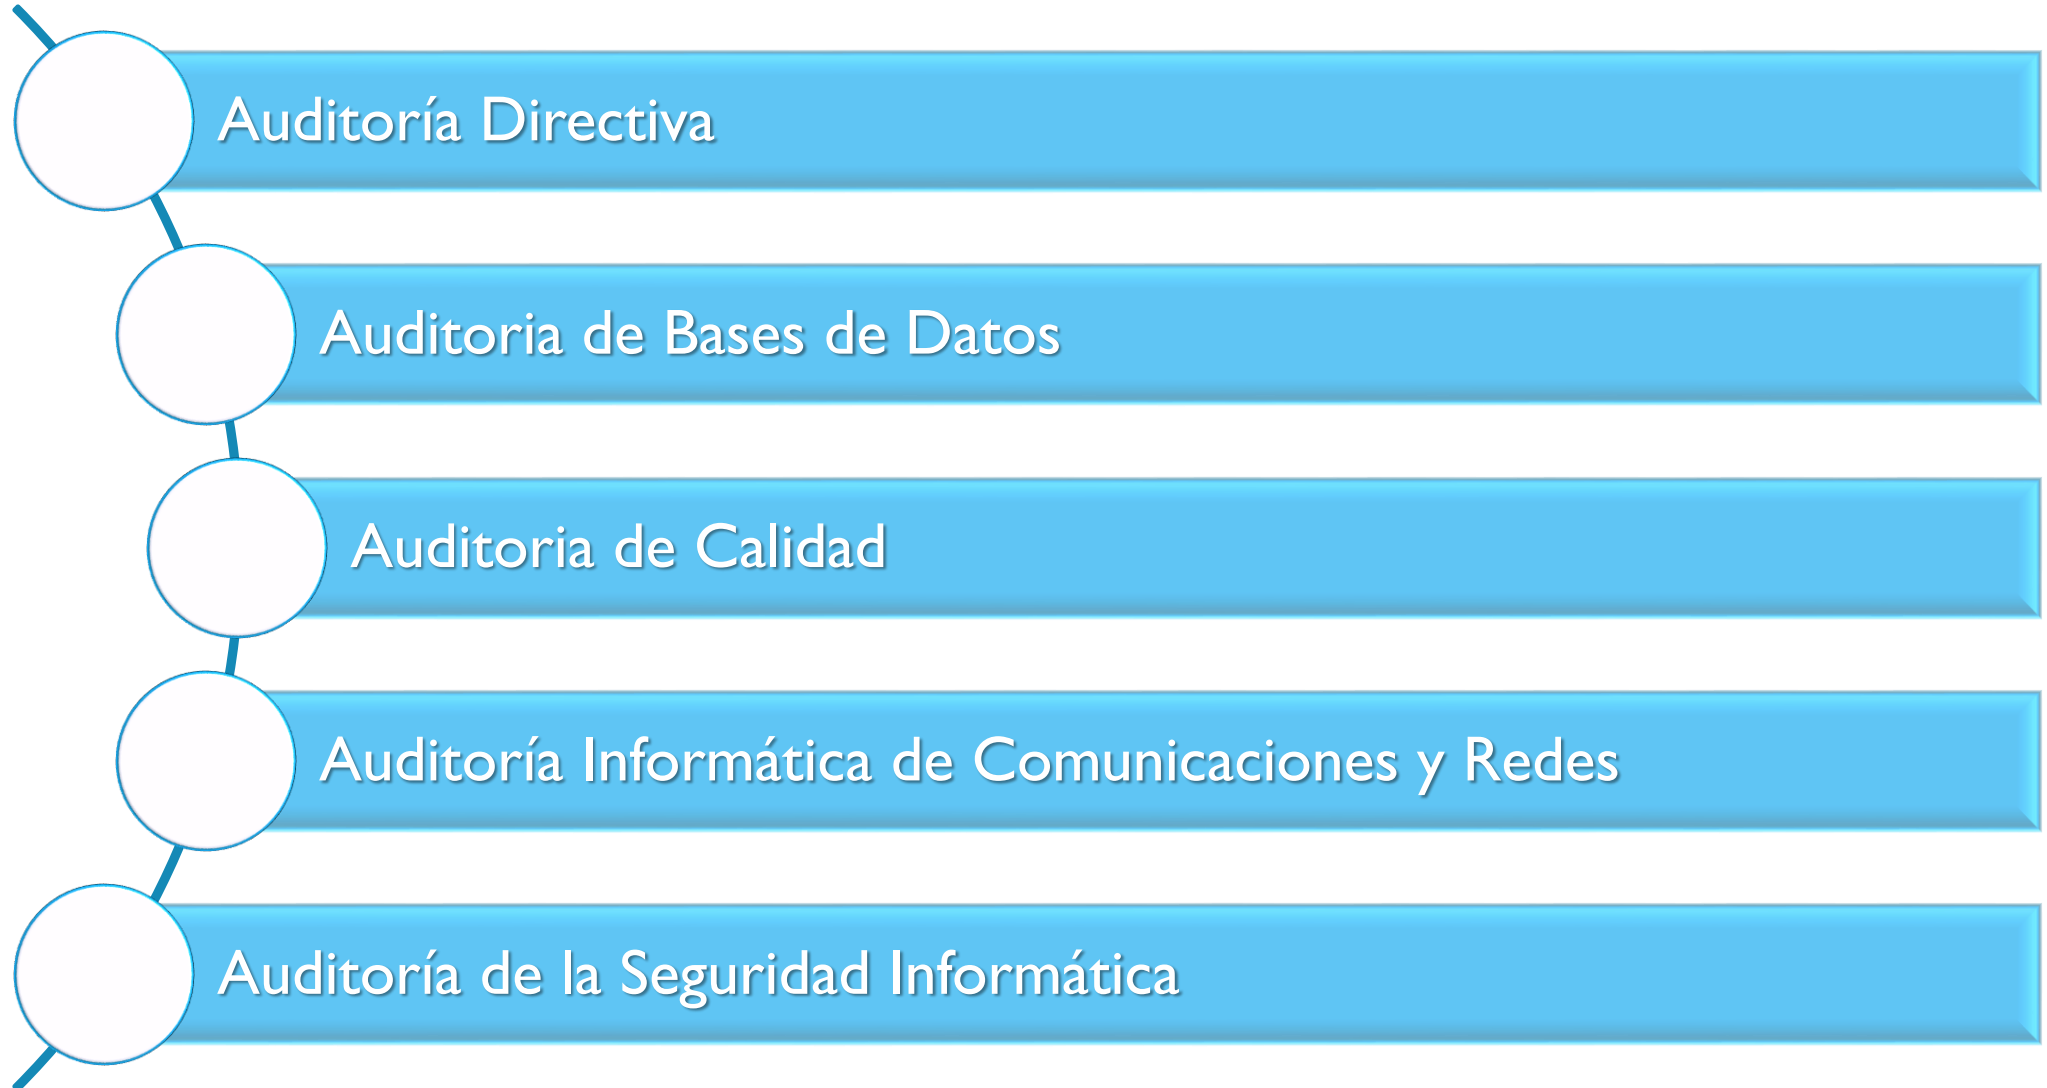 Auditoría Directiva
Auditoria de Bases de Datos
Auditoria de Calidad
Auditoría Informática de Comunicaciones y Redes
Auditoría de la Seguridad Informática